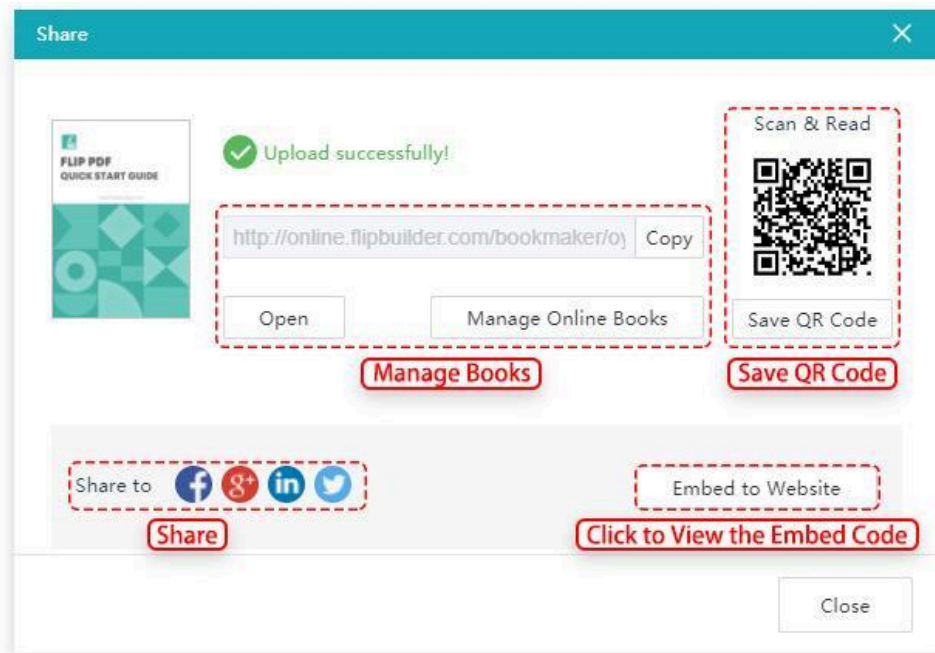 Share
FLIP PDF
QUICK START GUIDE
Upload successfully!
http://online.flipbuilder.com/bookmaker/oy
Copy
Open
Manage Online Books
Manage Books
Scan & Read
Save QR Code
Save QR Code
Share to
Share
Embed to Website
Click to View the Embed Code
Close